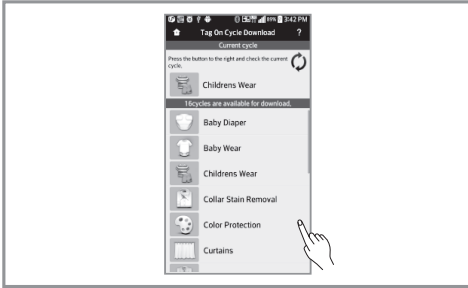 89% 3:42 PM
Tag On Cycle Download ?
Current cycle
Press the button to the right and check the current
cycle.
Childrens Wear
16cycles are available for download.
Baby Diaper
Baby Wear
Childrens Wear
Collar Stain Removal
Color Protection
Curtains